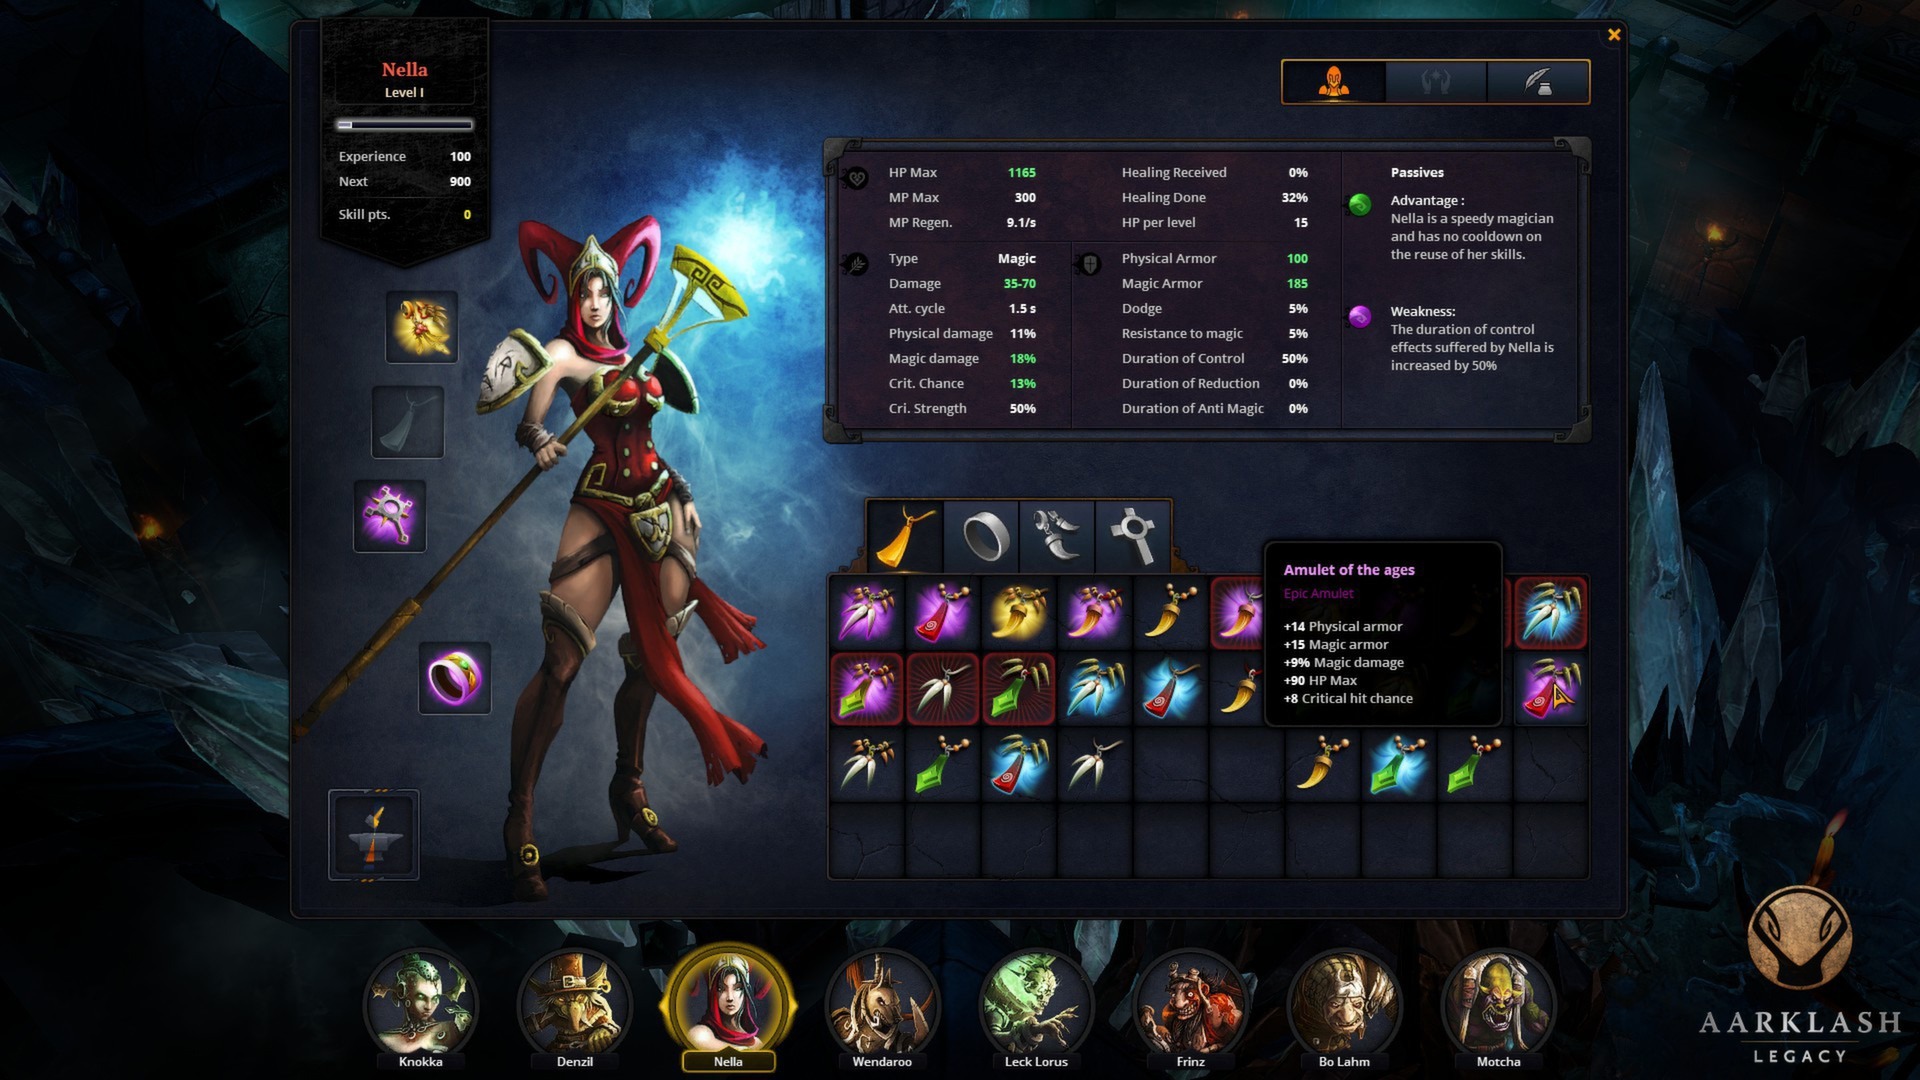 Nella
Level I
Experience 100
Next 900
Skill pts. 0
HP Max 1165
MP Max 300
MP Regen. 9.1/s
Healing Received 0%
Healing Done 32%
HP per level 15
Type Magic
Damage 35-70
Att. cycle 1.5 s
Physical damage 11%
Magic damage 18%
Crit. Chance 13%
Cri. Strength 50%
Physical Armor 100
Magic Armor 185
Dodge 5%
Resistance to magic 5%
Duration of Control 50%
Duration of Reduction 0%
Duration of Anti Magic 0%
Passives
Advantage :
Nella is a speedy magician
and has no cooldown on
the reuse of her skills.
Weakness:
The duration of control
effects suffered by Nella is
increased by 50%
Amulet of the ages
Epic Amulet
+14 Physical armor
+15 Magic armor
+9% Magic damage
+90 HP Max
+8 Critical hit chance
Knokka
Denzil
Nella
Wendaroo
Leck Lorus
Frinz
Bo Lahm
Motcha
AARKLASH
LEGACY